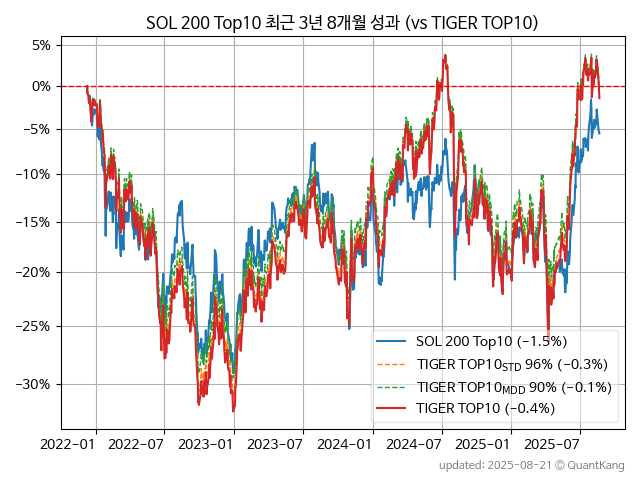 SOL 200 Top10 최근 3년 8개월 성과 (vs TIGER TOP10)
5%
0%
−5%
−10%
−15%
−20%
−25%
−30%
SOL 200 Top10 (−1.5%)
TIGER TOP10STD 96% (−0.3%)
TIGER TOP10MDD 90% (−0.1%)
TIGER TOP10 (−0.4%)
2022−01 2022−07 2023−01 2023−07 2024−01 2024−07 2025−01 2025−07
updated: 2025-08-21 © QuantKang